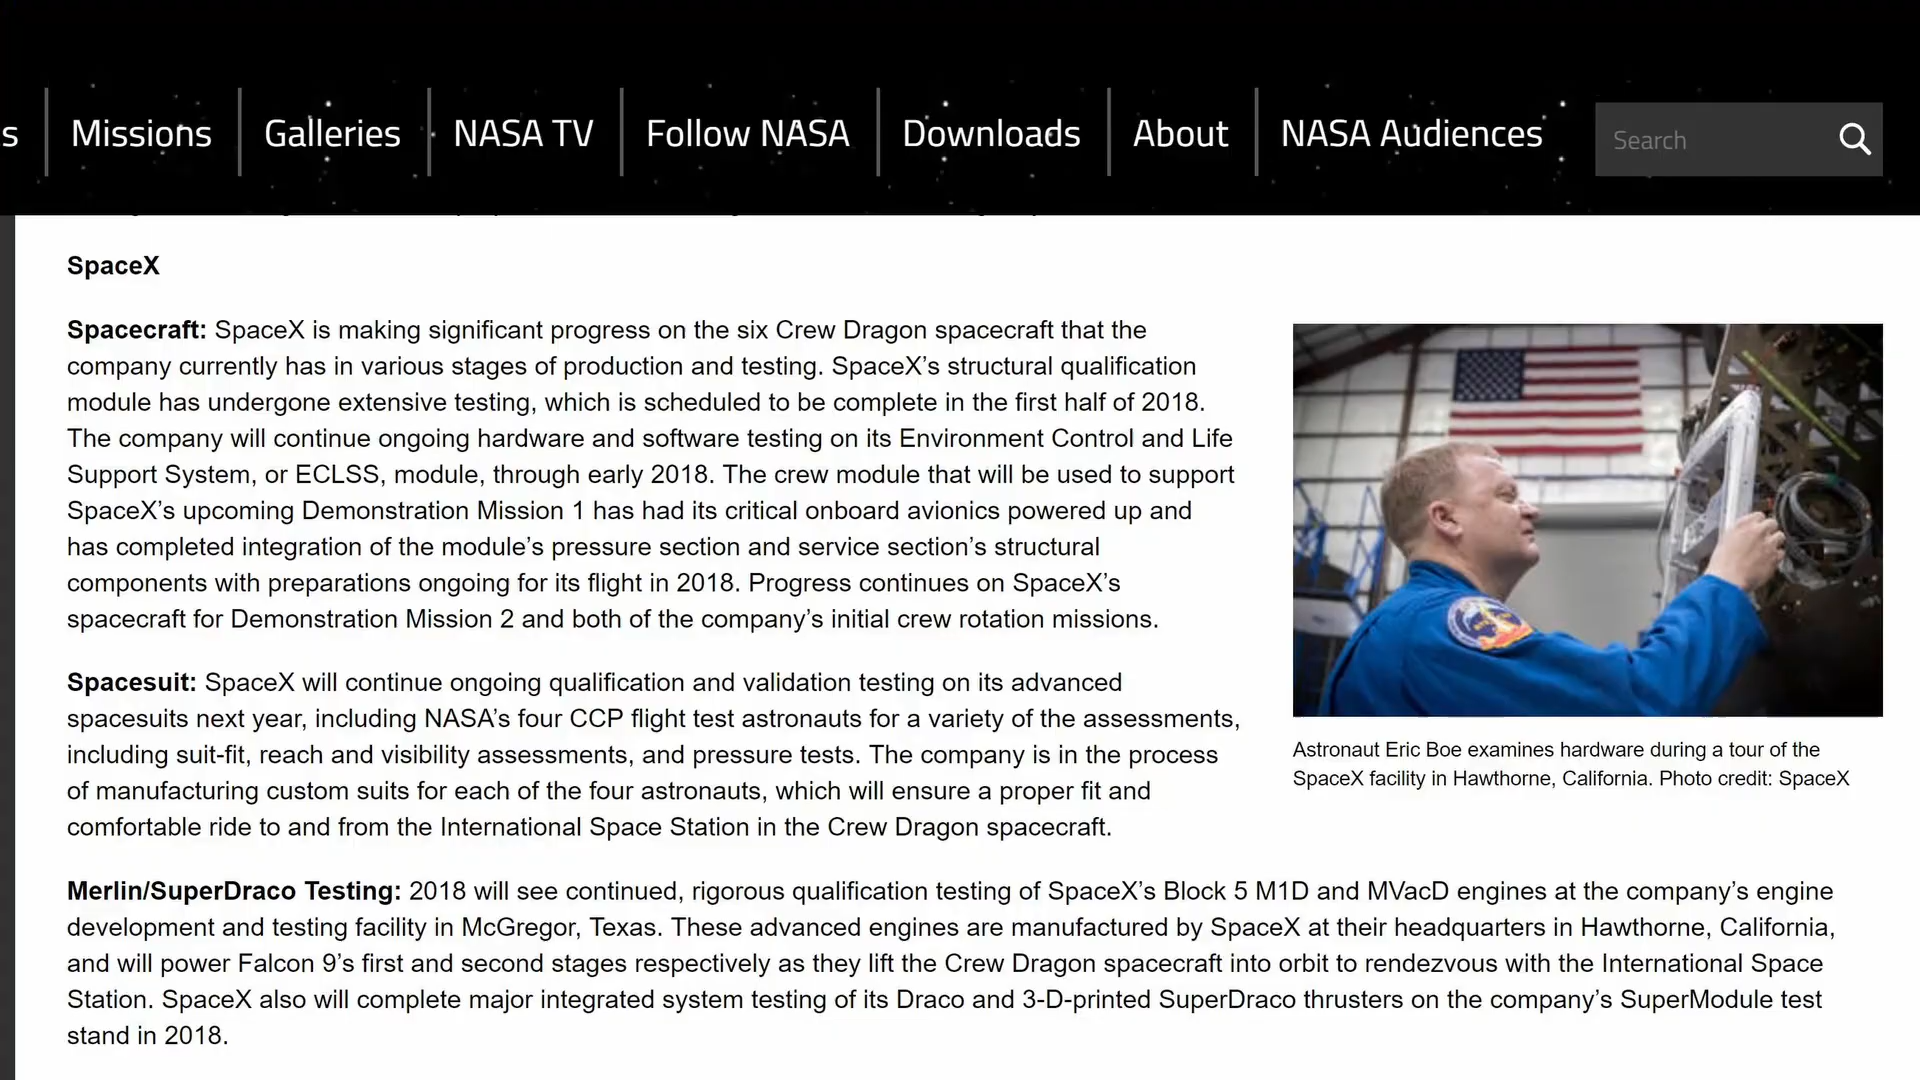 s
Missions
Galleries
NASA TV
Follow NASA
Downloads
About
NASA Audiences
Search
SpaceX
Spacecraft: SpaceX is making significant progress on the six Crew Dragon spacecraft that the
company currently has in various stages of production and testing. SpaceX’s structural qualification
module has undergone extensive testing, which is scheduled to be complete in the first half of 2018.
The company will continue ongoing hardware and software testing on its Environment Control and Life
Support System, or ECLSS, module, through early 2018. The crew module that will be used to support
SpaceX’s upcoming Demonstration Mission 1 has had its critical onboard avionics powered up and
has completed integration of the module’s pressure section and service section’s structural
components with preparations ongoing for its flight in 2018. Progress continues on SpaceX’s
spacecraft for Demonstration Mission 2 and both of the company’s initial crew rotation missions.
Spacesuit: SpaceX will continue ongoing qualification and validation testing on its advanced
spacesuits next year, including NASA’s four CCP flight test astronauts for a variety of the assessments,
including suit-fit, reach and visibility assessments, and pressure tests. The company is in the process
of manufacturing custom suits for each of the four astronauts, which will ensure a proper fit and
comfortable ride to and from the International Space Station in the Crew Dragon spacecraft.
Astronaut Eric Boe examines hardware during a tour of the
SpaceX facility in Hawthorne, California. Photo credit: SpaceX
Merlin/SuperDraco Testing: 2018 will see continued, rigorous qualification testing of SpaceX’s Block 5 M1D and MVacD engines at the company’s engine
development and testing facility in McGregor, Texas. These advanced engines are manufactured by SpaceX at their headquarters in Hawthorne, California,
and will power Falcon 9’s first and second stages respectively as they lift the Crew Dragon spacecraft into orbit to rendezvous with the International Space
Station. SpaceX also will complete major integrated system testing of its Draco and 3-D-printed SuperDraco thrusters on the company’s SuperModule test
stand in 2018.